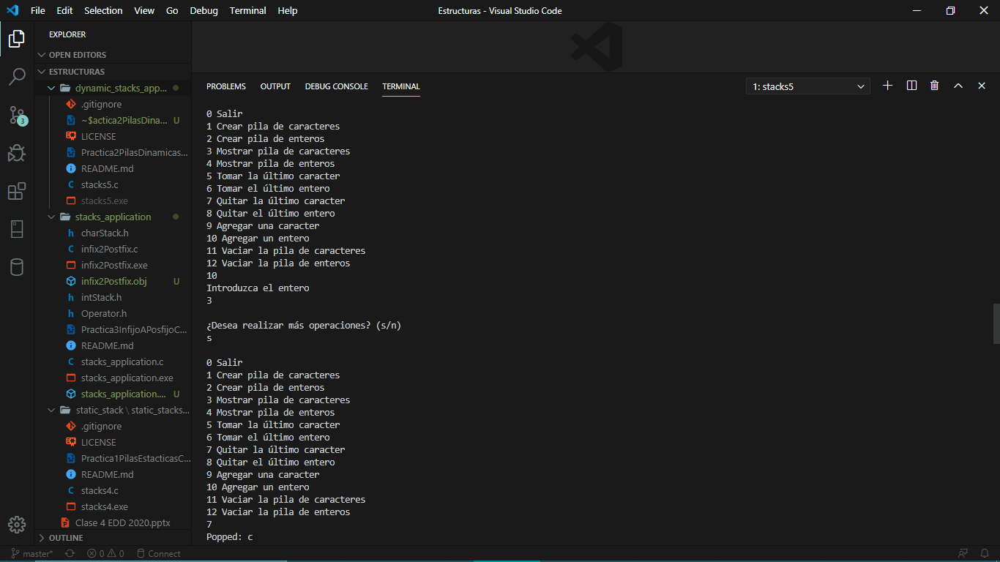 File Edit Selection View Go Debug Terminal Help
Estructuras - Visual Studio Code
EXPLORER
OPEN EDITORS
ESTRUCTURAS
dynamic_stacks_app...
.gitignore
~$actica2PilasDina... U
LICENSE
Practica2PilasDinamicas...
README.md
stacks5.c
stacks5.exe
stacks_application
charStack.h
infix2Postfix.c
infix2Postfix.exe
infix2Postfix.obj U
intStack.h
Operator.h
Practica3InfijoAPosfijoC...
README.md
stacks_application.c
stacks_application.exe
stacks_application.... U
static_stack \ static_stacks...
.gitignore
LICENSE
Practica1PilasEstacticasC...
README.md
stacks4.c
stacks4.exe
Clase 4 EDD 2020.pptx
OUTLINE
3
PROBLEMS OUTPUT DEBUG CONSOLE TERMINAL
1: stacks5
0 Salir
1 Crear pila de caracteres
2 Crear pila de enteros
3 Mostrar pila de caracteres
4 Mostrar pila de enteros
5 Tomar la último caracter
6 Tomar el último entero
7 Quitar la último caracter
8 Quitar el último entero
9 Agregar una caracter
10 Agregar un entero
11 Vaciar la pila de caracteres
12 Vaciar la pila de enteros
10
Introduzca el entero
3
¿Desea realizar más operaciones? (s/n)
s
0 Salir
1 Crear pila de caracteres
2 Crear pila de enteros
3 Mostrar pila de caracteres
4 Mostrar pila de enteros
5 Tomar la último caracter
6 Tomar el último entero
7 Quitar la último caracter
8 Quitar el último entero
9 Agregar una caracter
10 Agregar un entero
11 Vaciar la pila de caracteres
12 Vaciar la pila de enteros
7
Popped: c
master* 0 0 Connect